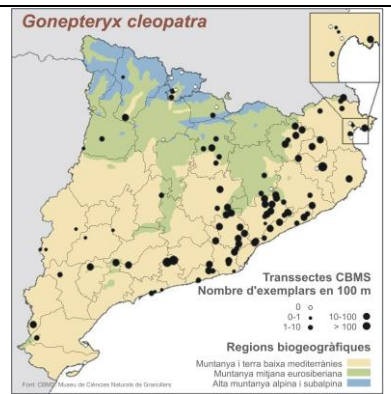 Gonepteryx cleopatra
Transsectes CBMS
Nombre d'exemplars en 100 m
0
0-1 10-100
1-10 > 100
Regions biogeogràfiques
Muntanya i terra baixa mediterrànies
Muntanya mitjana eurosiberiana
Alta muntanya alpina i subalpina
Font: CBMS, Museu de Ciències Naturals de Granollers